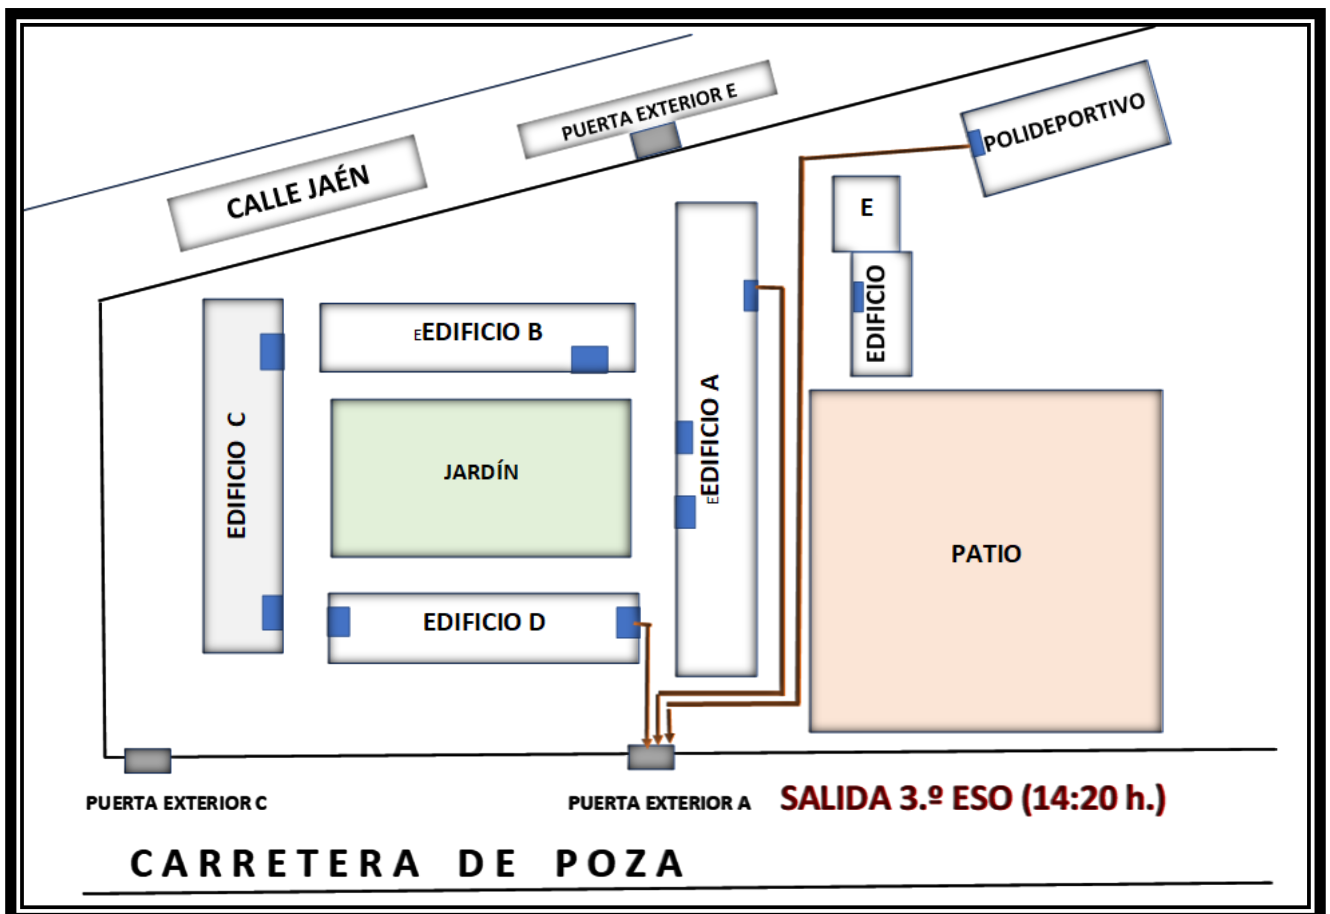 PUERTA EXTERIOR E
POLIDEPORTIVO
CALLE JAÉN
E
EDIFICIO
EEDIFICIO B
EEDIFICIO A
EDIFICIO C
JARDÍN
PATIO
EDIFICIO D
PUERTA EXTERIOR C
PUERTA EXTERIOR A
SALIDA 3.º ESO (14:20 h.)
CARRETERA DE POZA